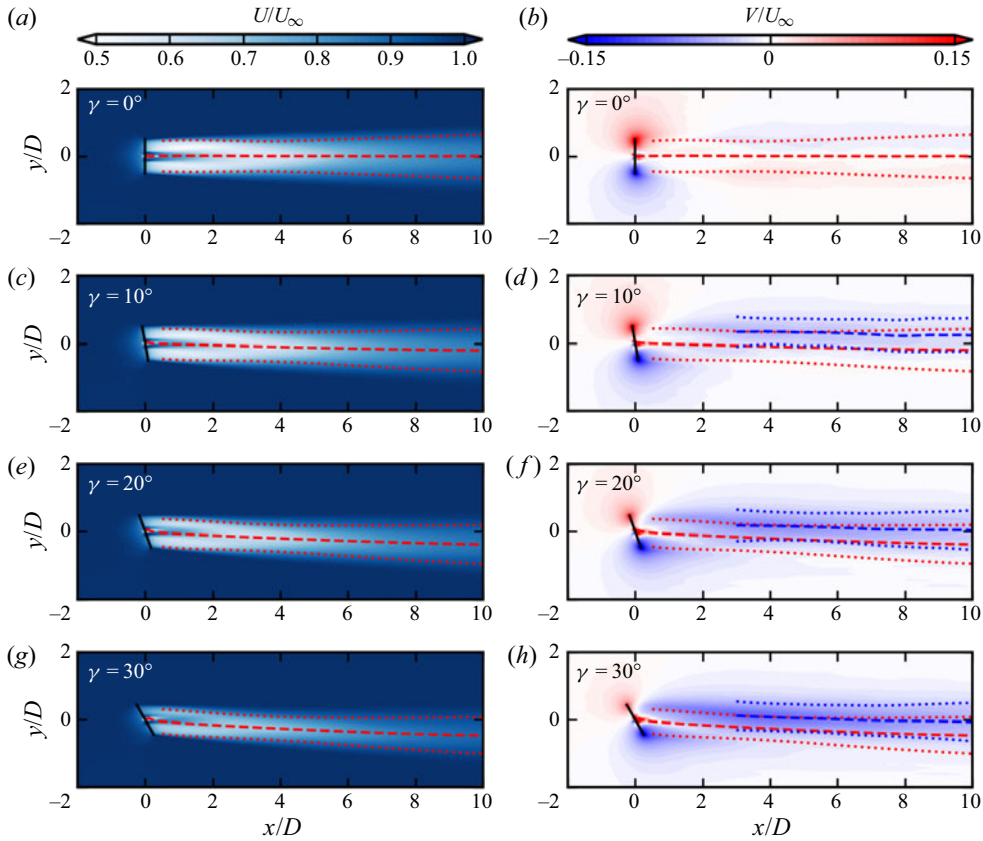 (a) U/U∞ (b) V/U∞
0.5 0.6 0.7 0.8 0.9 1.0 –0.15 0 0.15
2 2
γ = 0° γ = 0°
y/D 0 0
–2 0 2 4 6 8 10 –2 0 2 4 6 8 10
(c) 2 (d) 2
γ = 10° γ = 10°
y/D 0 0
–2 0 2 4 6 8 10 –2 0 2 4 6 8 10
(e) 2 (f) 2
γ = 20° γ = 20°
y/D 0 0
–2 0 2 4 6 8 10 –2 0 2 4 6 8 10
(g) 2 (h) 2
γ = 30° γ = 30°
y/D 0 0
–2 0 2 4 6 8 10 –2 0 2 4 6 8 10
x/D x/D